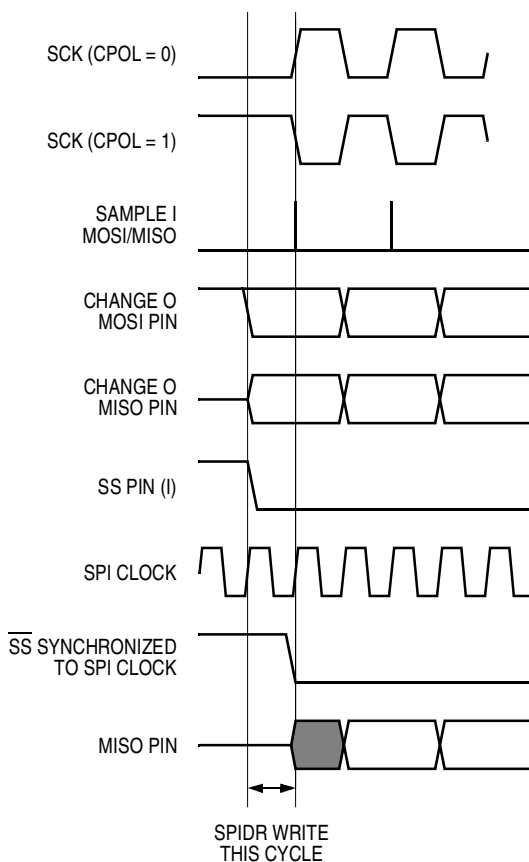 SCK (CPOL = 0)
SCK (CPOL = 1)
SAMPLE I
MOSI/MISO
CHANGE O
MOSI PIN
CHANGE O
MISO PIN
SS PIN (I)
SPI CLOCK
SS SYNCHRONIZED
TO SPI CLOCK
MISO PIN
SPIDR WRITE
THIS CYCLE